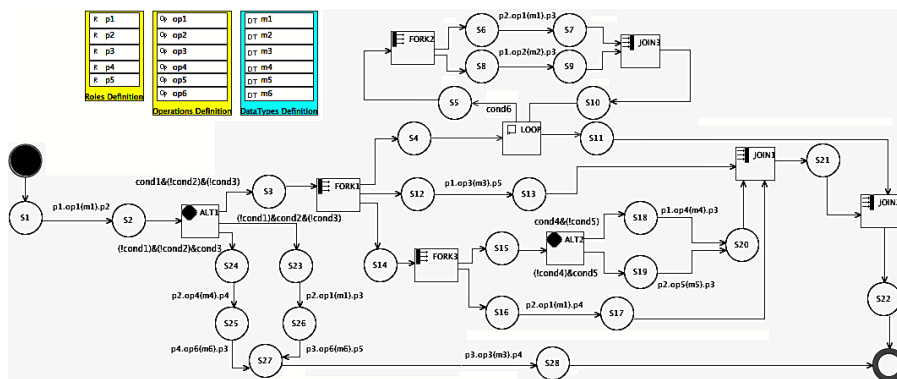 R p1
R p2
R p3
R p4
R p5
Roles Definition
Op op1
Op op2
Op op3
Op op4
Op op5
Op op6
Operations Definition
DT m1
DT m2
DT m3
DT m4
DT m5
DT m6
DataTypes Definition
FORK2
S6
p2.op1(m1).p3
S7
S8
p1.op2(m2).p3
S9
JOIN3
S5
cond6
S10
S4
LOOP
S11
S1
p1.op1(m1).p2
S2
ALT1
cond1&(!cond2)&(!cond3)
S3
FORK1
(!cond1)&cond2&(!cond3)
(!cond1)&(!cond2)&cond3
S12
p1.op3(m3).p5
S13
JOIN1
S21
JOIN2
S14
FORK3
S15
cond4&(!cond5)
ALT2
(!cond4)&cond5
S18
p1.op4(m4).p3
S19
p2.op5(m5).p3
S20
S16
p2.op1(m1).p4
S17
S22
S24
S23
p2.op4(m4).p4
p2.op1(m1).p3
S25
S26
p4.op6(m6).p3
p3.op6(m6).p5
S27
p3.op3(m3).p4
S28